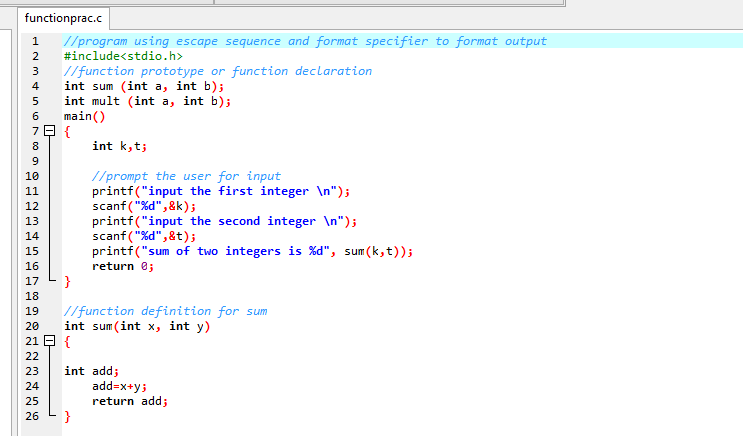 functionprac.c
1 //program using escape sequence and format specifier to format output
2 #include<stdio.h>
3 //function prototype or function declaration
4 int sum (int a, int b);
5 int mult (int a, int b);
6 main()
7 {
8 int k,t;
9
10 //prompt the user for input
11 printf("input the first integer \n");
12 scanf("%d",&k);
13 printf("input the second integer \n");
14 scanf("%d",&t);
15 printf("sum of two integers is %d", sum(k,t));
16 return 0;
17 }
18
19 //function definition for sum
20 int sum(int x, int y)
21 {
22
23 int add;
24 add=x+y;
25 return add;
26 }